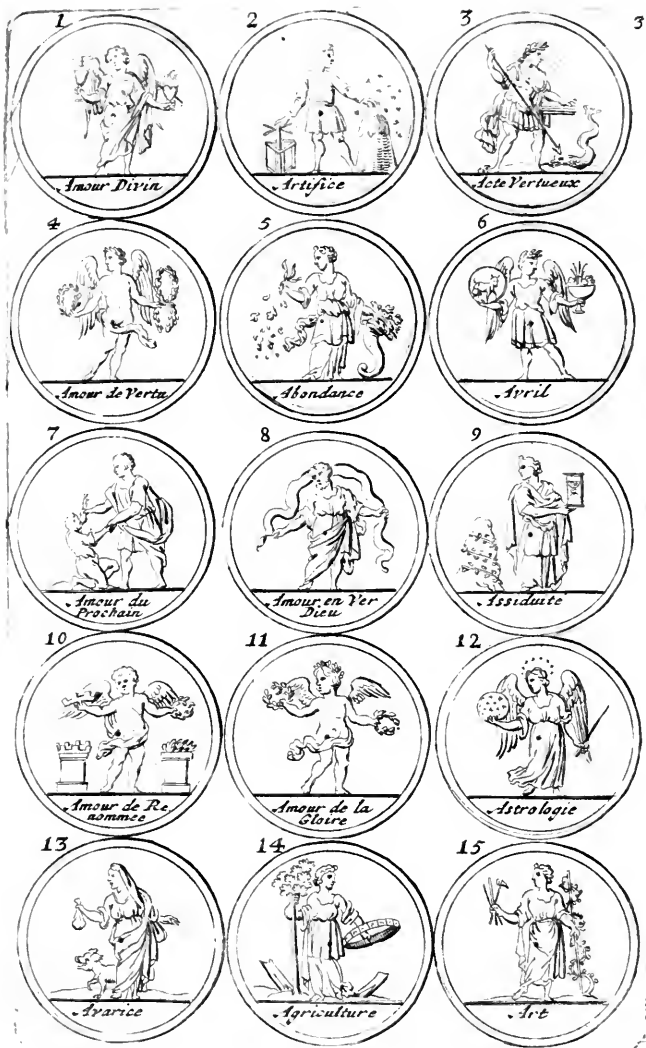 1 2 3 3
Amour Divin
Artifice
Acte Vertueux
4 5 6
Amour de Vertu
Abondance
Avril
7 8 9
Amour du
Prochain
Amour en Ver
Dieu
Assiduite
10 11 12
Amour de Re
nommee
Amour de la
Gloire
Astrologie
13 14 15
Avarice
Agriculture
Art